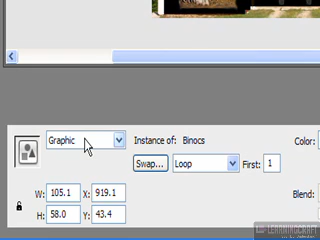 Graphic Instance of: Binocs Color:
Swap... Loop First: 1
W: 105.1 X: 919.1 Blend:
H: 58.0 Y: 43.4
LEARNINGCRAFT